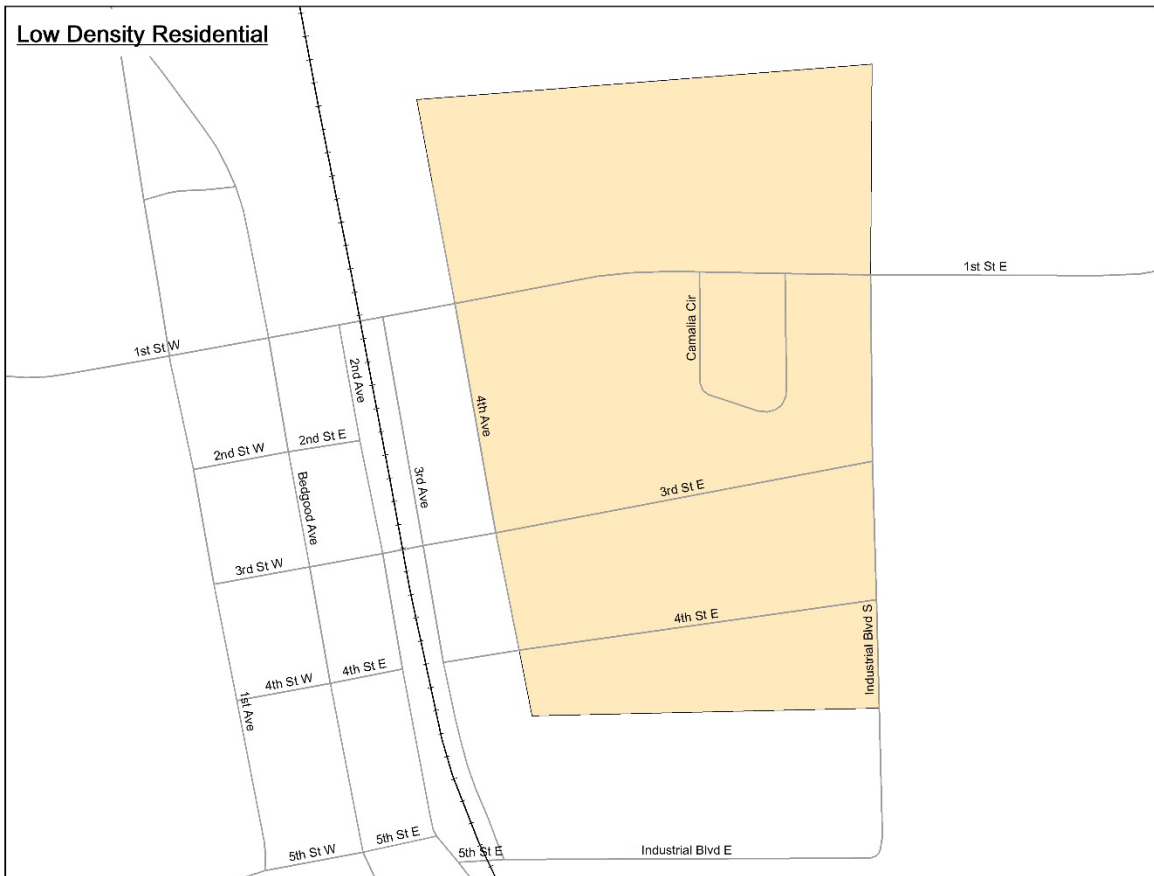 Low Density Residential
1st St E
1st St W
Camalia Cir
2nd Ave
4th Ave
2nd St E
2nd St W
3rd Ave
3rd St E
Bedgood Ave
3rd St W
4th St E
Industrial Blvd S
4th St E
4th St W
1st Ave
5th St E
5th St W
5th St E
Industrial Blvd E